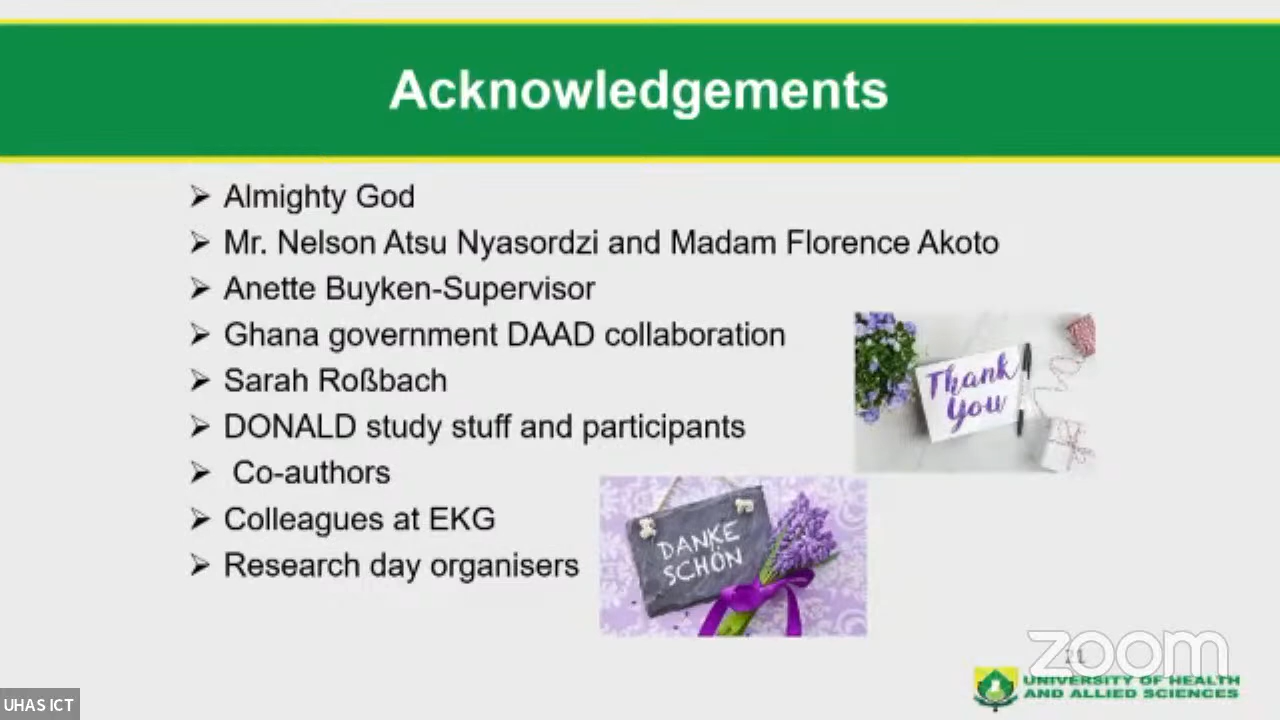 Acknowledgements
➢ Almighty God
➢ Mr. Nelson Atsu Nyasordzi and Madam Florence Akoto
➢ Anette Buyken-Supervisor
➢ Ghana government DAAD collaboration
➢ Sarah Roßbach
➢ DONALD study stuff and participants
➢ Co-authors
➢ Colleagues at EKG
➢ Research day organisers
Thank
You
DANKE
SCHÖN
zoom
21
UNIVERSITY OF HEALTH
AND ALLIED SCIENCES
UHAS ICT